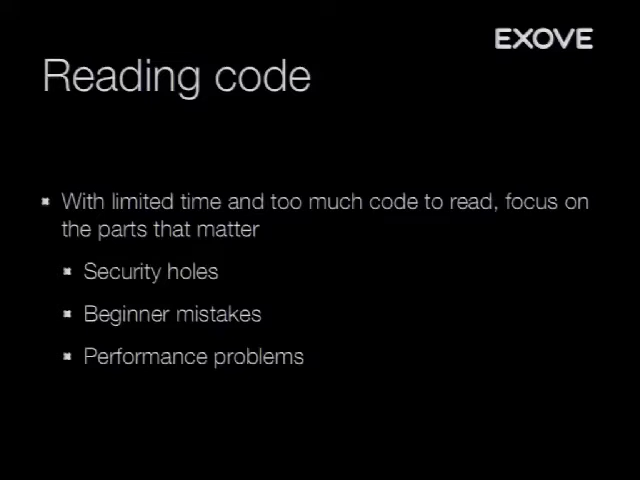 EXOVE
Reading code
With limited time and too much code to read, focus on
the parts that matter
Security holes
Beginner mistakes
Performance problems